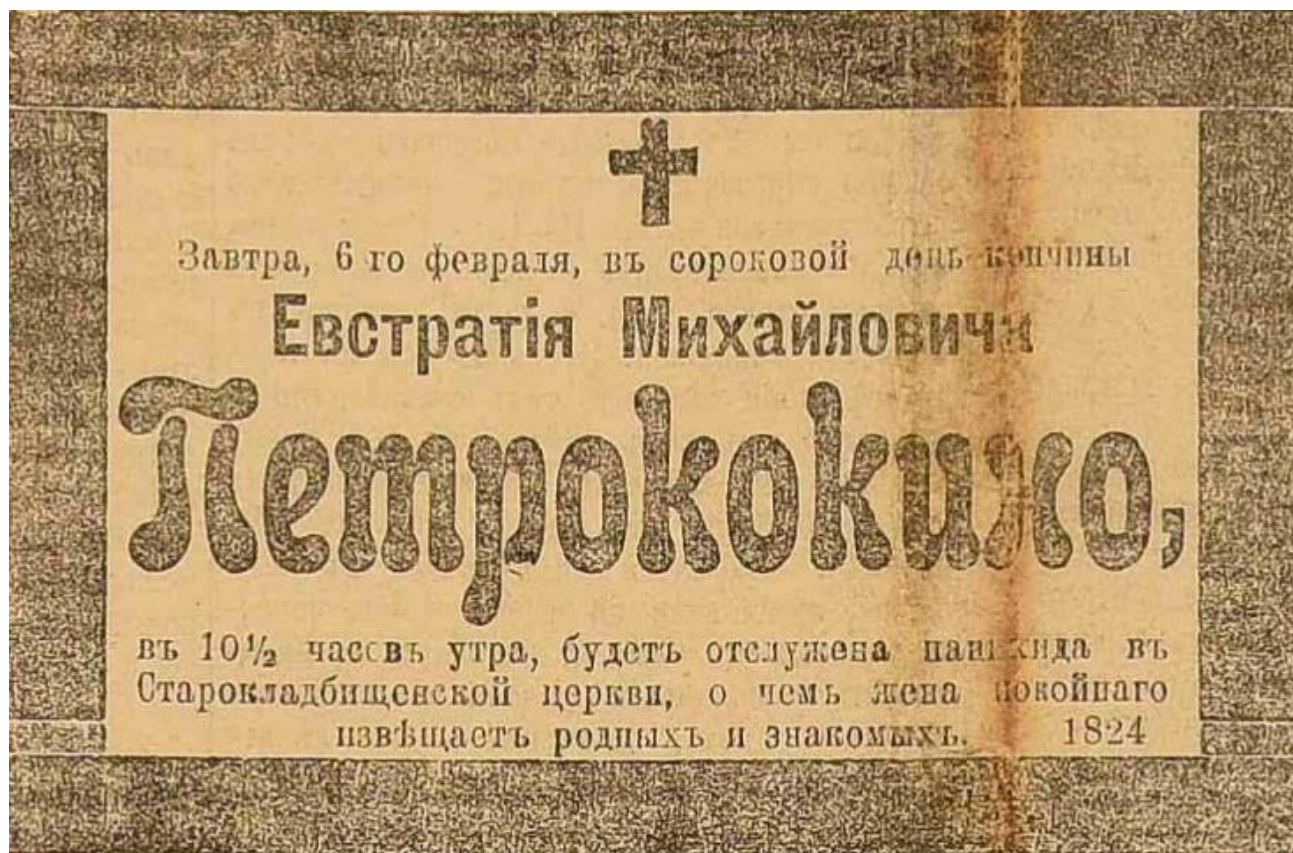 Завтра, 6 го февраля, въ сороковой день кончины
Евстратія Михайловича
Петрококино,
въ 10½ часовъ утра, будетъ отслужена панихида въ
Старокладбищенской церкви, о чемъ жена покойнаго
извѣщаетъ родныхъ и знакомыхъ. 1824